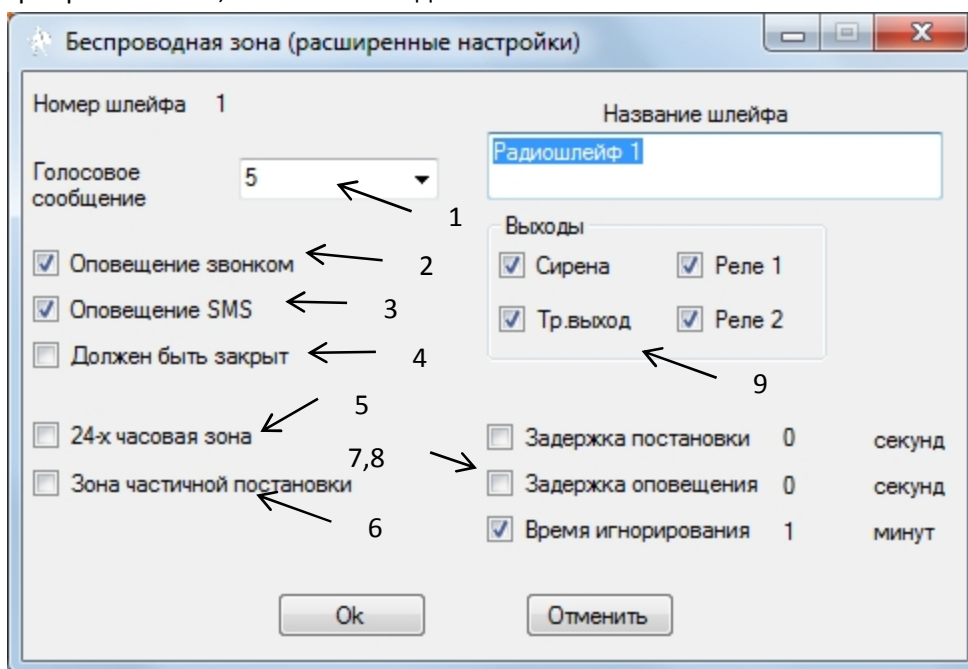 Беспроводная зона (расширенные настройки)
Номер шлейфа 1
Название шлейфа
Радиошлейф 1
Голосовое
сообщение
5
1
Выходы
Оповещение звонком
2
Сирена
Реле 1
Оповещение SMS
3
Тр.выход
Реле 2
Должен быть закрыт
4
9
5
24-х часовая зона
Задержка постановки 0 секунд
7,8
Зона частичной постановки
Задержка оповещения 0 секунд
6
Время игнорирования 1 минут
Ok
Отменить